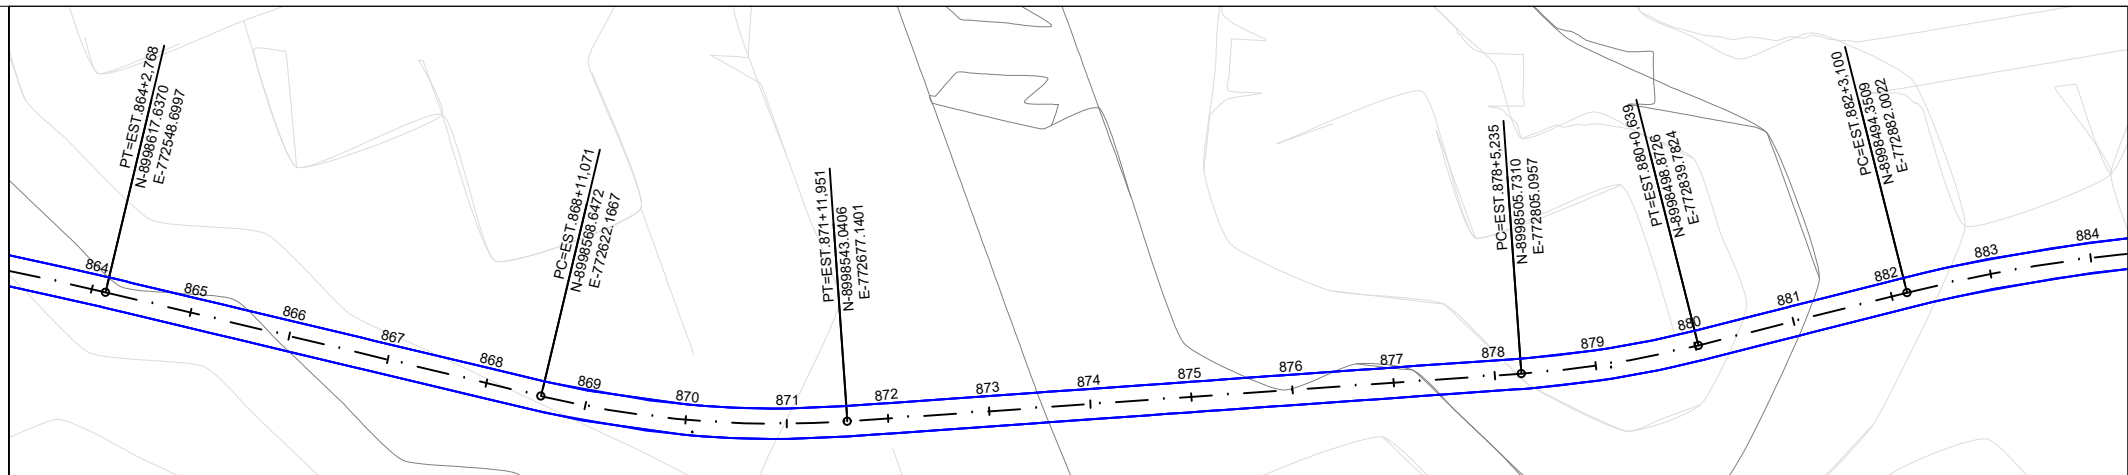 PT=EST.864+2,768
N-8998617.6370
E-772548.6997
PC=EST.868+11,071
N-8998568.6472
E-772622.1667
PT=EST.871+11,951
N-8998543.0406
E-772677.1401
PC=EST.878+5,235
N-8998505.7310
E-772805.0957
PT=EST.880+0,639
N-8998498.8726
E-772839.7824
PC=EST.882+3,100
N-8998494.3509
E-772882.0022
864
865
866
867
868
869
870
871
872
873
874
875
876
877
878
879
880
881
882
883
884